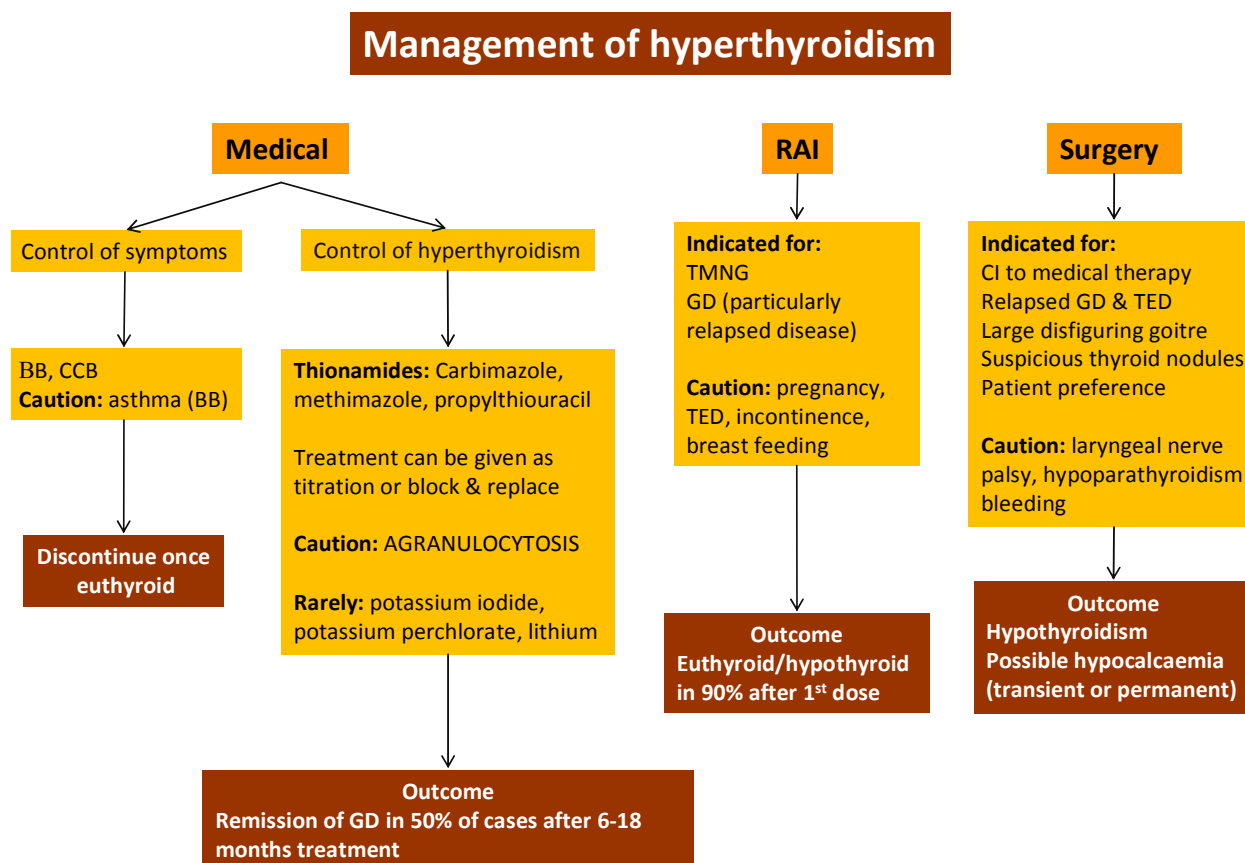 Management of hyperthyroidism
Medical
Control of symptoms
BB, CCB
Caution: asthma (BB)
Discontinue once
euthyroid
Control of hyperthyroidism
Thionamides: Carbimazole,
methimazole, propylthiouracil
Treatment can be given as
titration or block & replace
Caution: AGRANULOCYTOSIS
Rarely: potassium iodide,
potassium perchlorate, lithium
Outcome
Remission of GD in 50% of cases after 6-18
months treatment
RAI
Indicated for:
TMNG
GD (particularly
relapsed disease)
Caution: pregnancy,
TED, incontinence,
breast feeding
Outcome
Euthyroid/hypothyroid
in 90% after 1st dose
Surgery
Indicated for:
CI to medical therapy
Relapsed GD & TED
Large disfiguring goitre
Suspicious thyroid nodules
Patient preference
Caution: laryngeal nerve
palsy, hypoparathyroidism
bleeding
Outcome
Hypothyroidism
Possible hypocalcaemia
(transient or permanent)